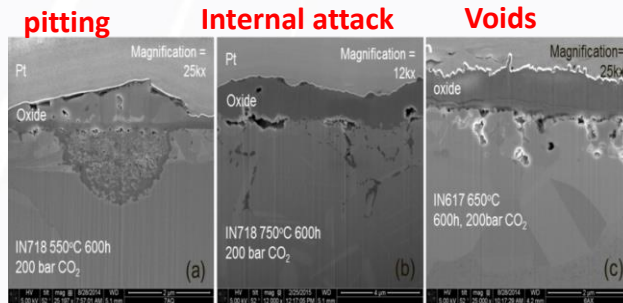 pitting
Internal attack
Voids
Pt
Magnification =
25kx
Oxide
IN718 550°C 600h
200 bar CO₂
(a)
Magnification =
12kx
Pt
Oxide
IN718 750°C 600h
200 bar CO₂
(b)
Magnification=
25kx
oxide
IN617 650°C
600h, 200bar CO₂
(c)